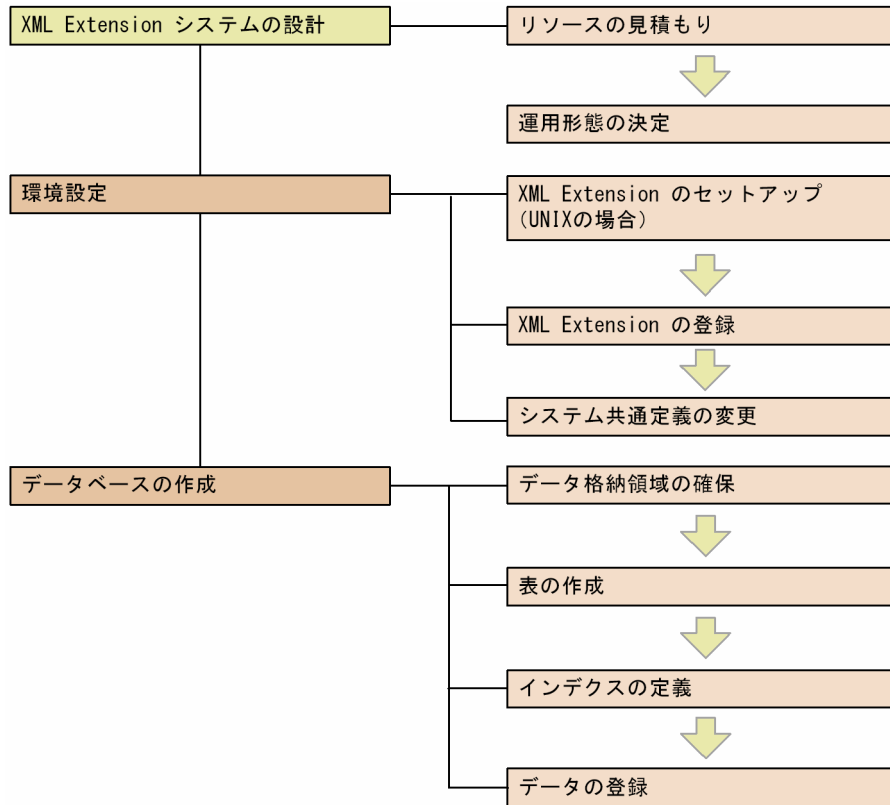 XML Extension システムの設計
リソースの見積もり
運用形態の決定
環境設定
XML Extension のセットアップ
(UNIXの場合)
XML Extension の登録
システム共通定義の変更
データベースの作成
データ格納領域の確保
表の作成
インデクスの定義
データの登録